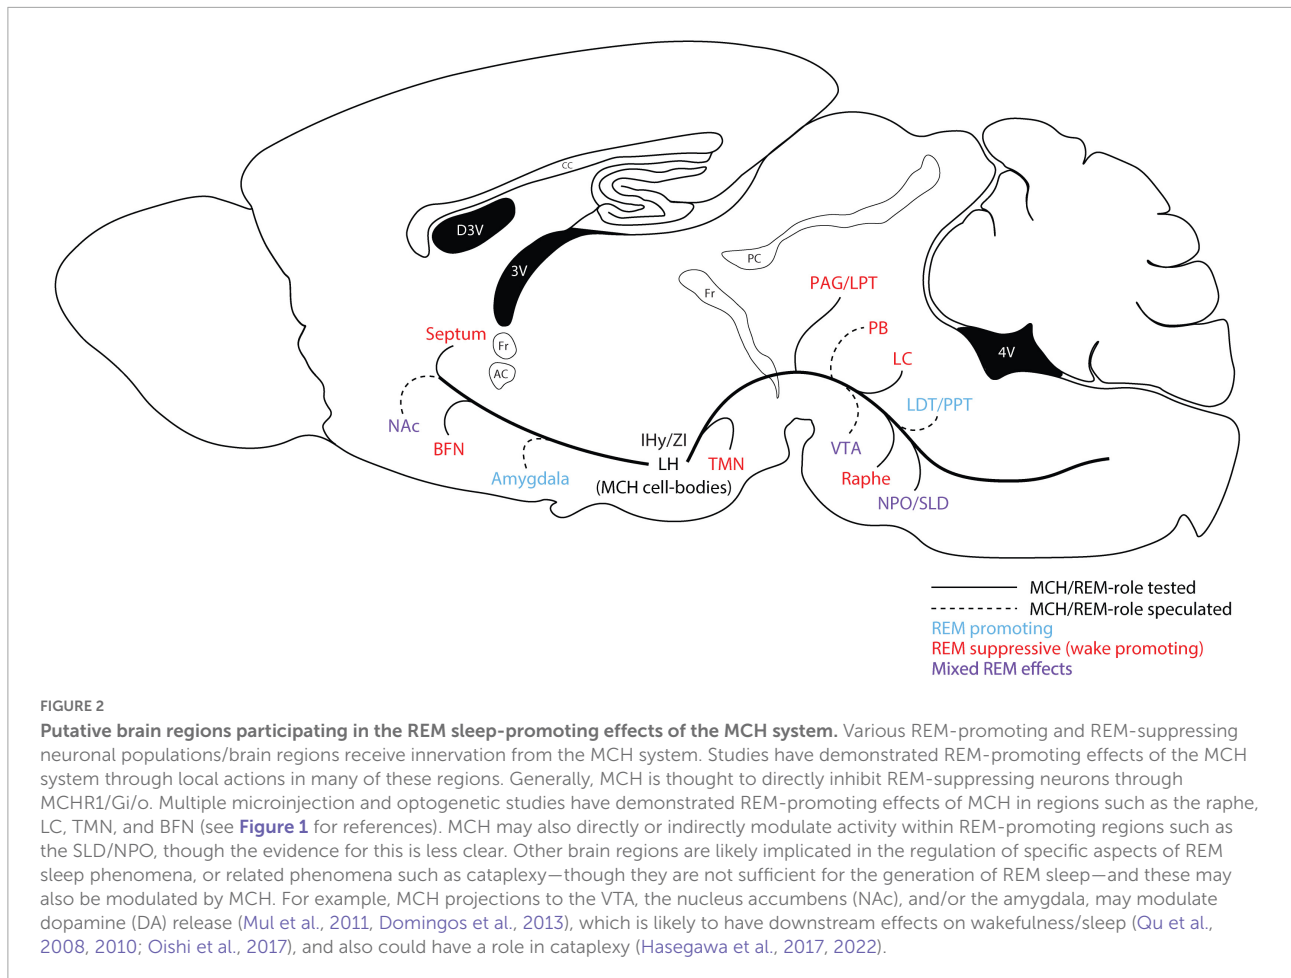 CC
D3V
3V
PC
Fr
PAG/LPT
Septum
Fr
PB
AC
LC
4V
LDT/PPT
NAc
BFN
IHy/ZI
VTA
Amygdala
LH
TMN
(MCH cell-bodies)
Raphe
NPO/SLD
MCH/REM-role tested
MCH/REM-role speculated
REM promoting
REM suppressive (wake promoting)
Mixed REM effects
FIGURE 2
Putative brain regions participating in the REM sleep-promoting effects of the MCH system. Various REM-promoting and REM-suppressing
neuronal populations/brain regions receive innervation from the MCH system. Studies have demonstrated REM-promoting effects of the MCH
system through local actions in many of these regions. Generally, MCH is thought to directly inhibit REM-suppressing neurons through
MCHR1/Gi/o. Multiple microinjection and optogenetic studies have demonstrated REM-promoting effects of MCH in regions such as the raphe,
LC, TMN, and BFN (see Figure 1 for references). MCH may also directly or indirectly modulate activity within REM-promoting regions such as
the SLD/NPO, though the evidence for this is less clear. Other brain regions are likely implicated in the regulation of specific aspects of REM
sleep phenomena, or related phenomena such as cataplexy—though they are not sufficient for the generation of REM sleep—and these may
also be modulated by MCH. For example, MCH projections to the VTA, the nucleus accumbens (NAc), and/or the amygdala, may modulate
dopamine (DA) release (Mul et al., 2011, Domingos et al., 2013), which is likely to have downstream effects on wakefulness/sleep (Qu et al.,
2008, 2010; Oishi et al., 2017), and also could have a role in cataplexy (Hasegawa et al., 2017, 2022).